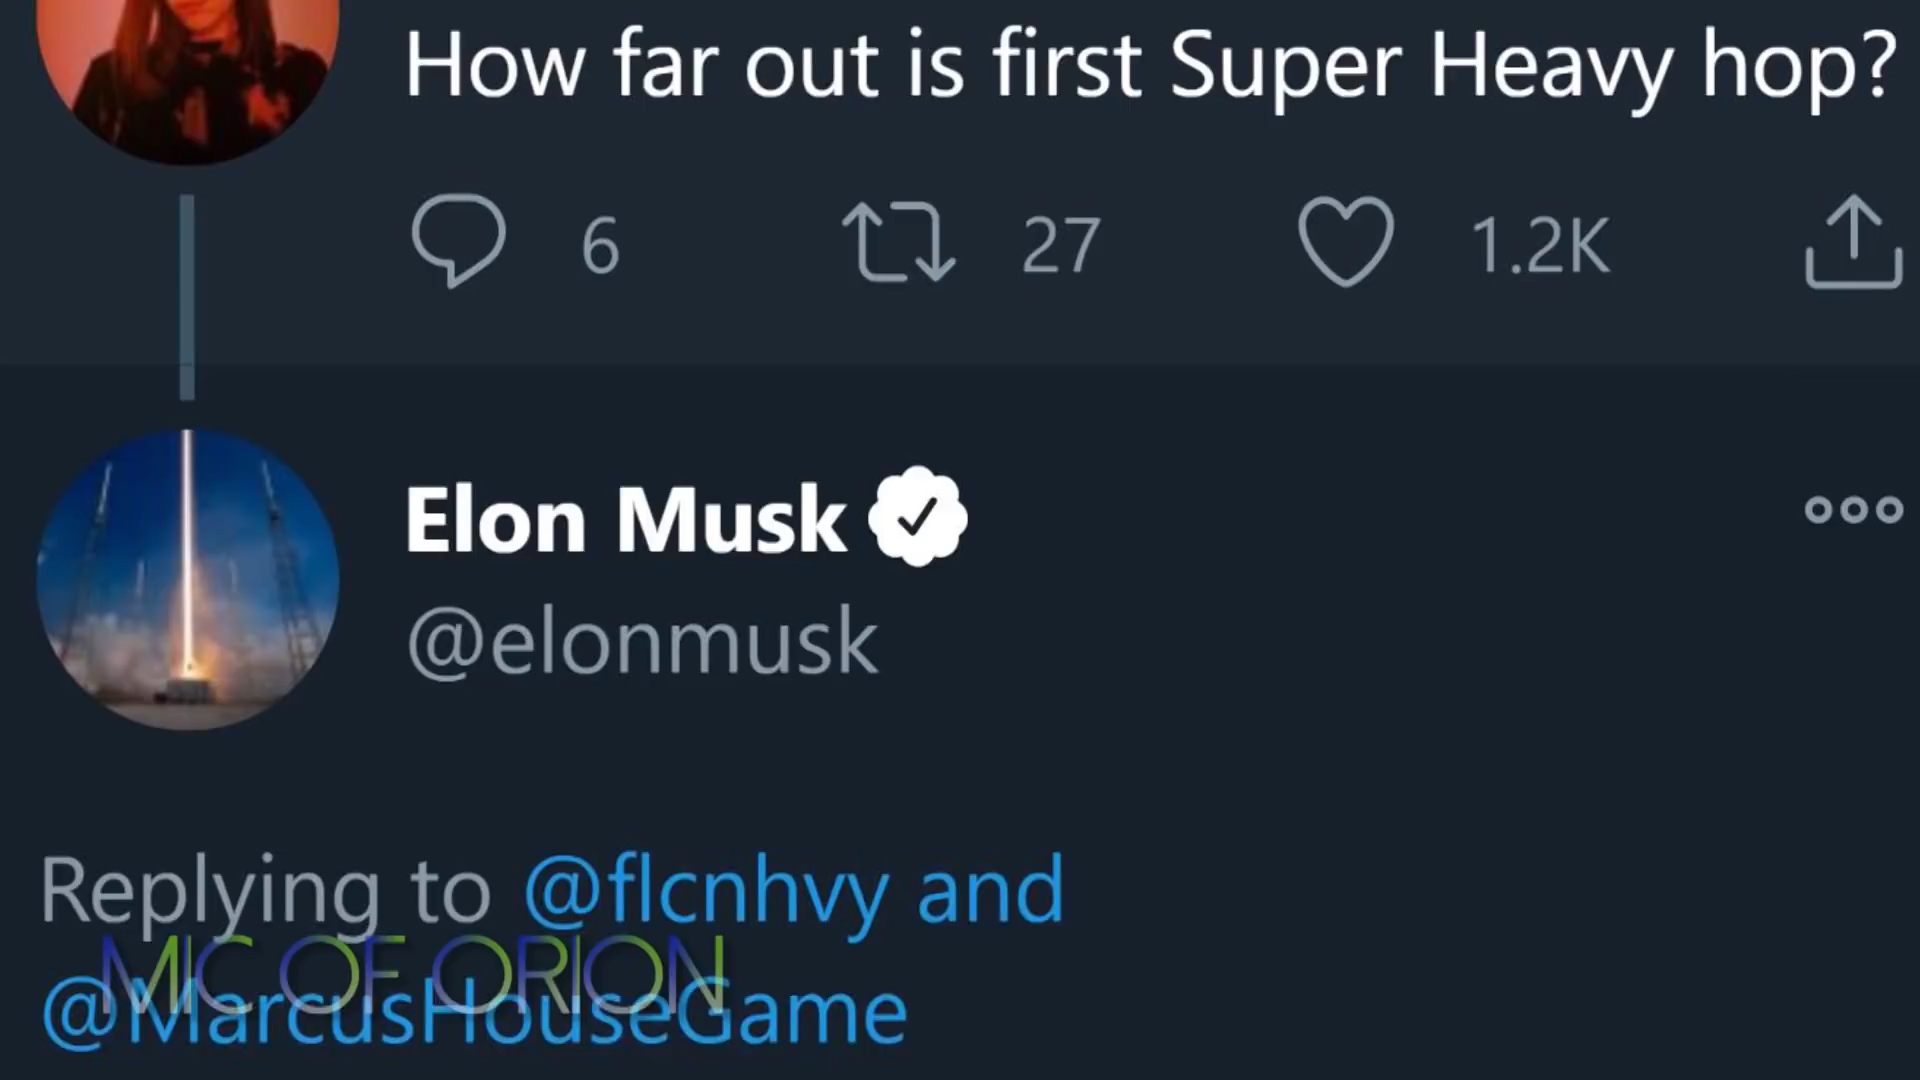 How far out is first Super Heavy hop?
6 27 1.2K
Elon Musk
@elonmusk
Replying to @flcnhvy and
MIC OF ORION
@MarcusHouseGame